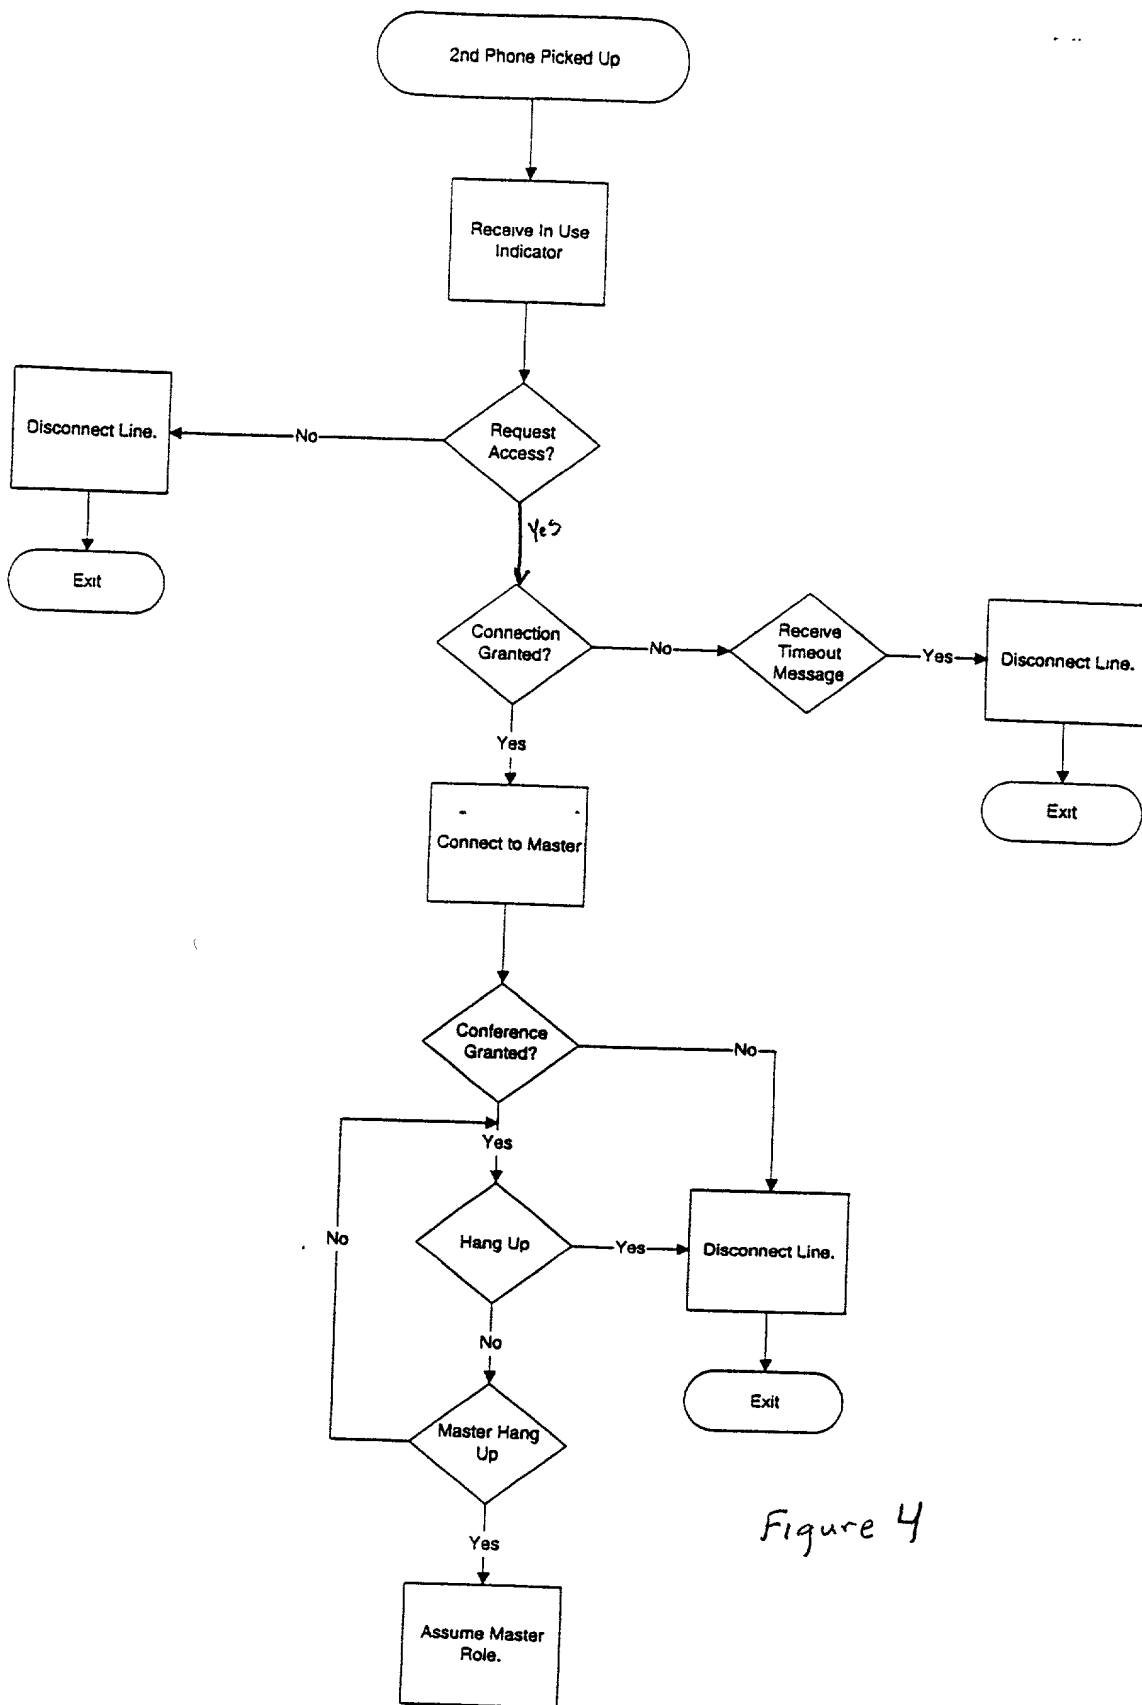 2nd Phone Picked Up
Receive In Use
Indicator
Request
Access?
No
Disconnect Line.
Exit
Yes
Connection
Granted?
No
Receive
Timeout
Message
Yes
Disconnect Line.
Exit
Yes
Connect to Master
Conference
Granted?
No
Yes
Hang Up
Yes
Disconnect Line.
Exit
No
No
Master Hang
Up
Yes
Assume Master
Role.
Figure 4